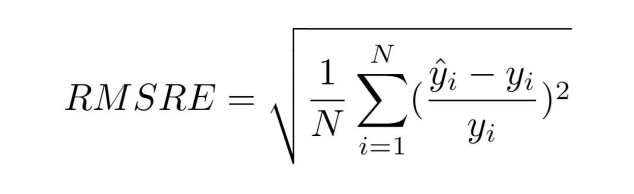 RMSRE = \sqrt{\frac{1}{N} \sum_{i=1}^{N} (\frac{\hat{y}_i - y_i}{y_i})^2}